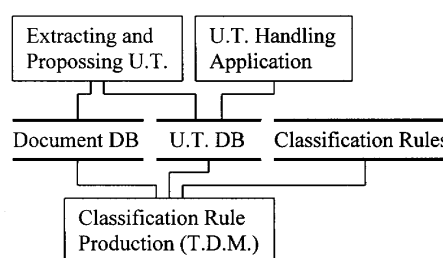 Extracting and
Propossing U.T.
U.T. Handling
Application
Document DB
U.T. DB
Classification Rules
Classification Rule
Production (T.D.M.)